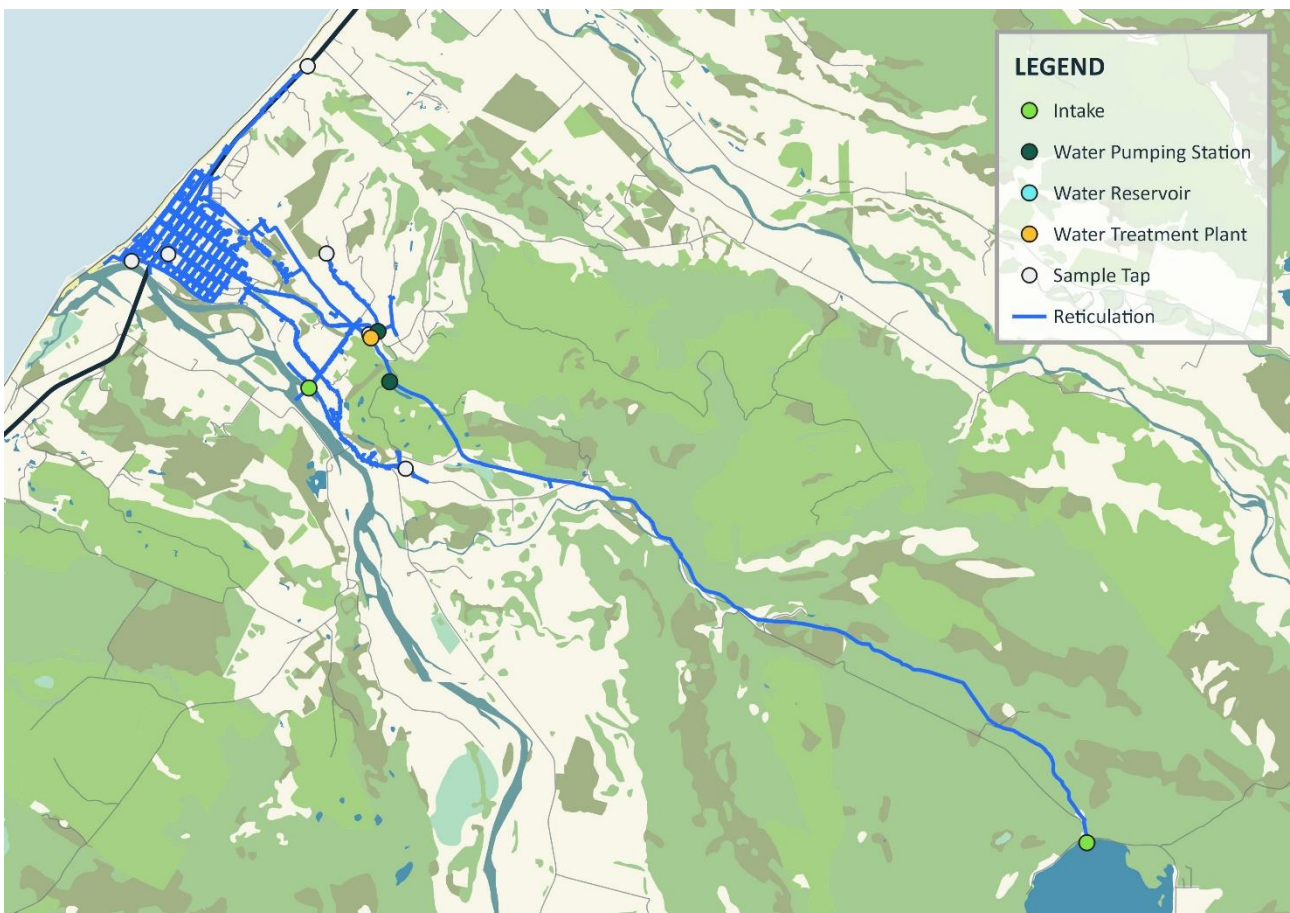 LEGEND
Intake
Water Pumping Station
Water Reservoir
Water Treatment Plant
Sample Tap
Reticulation